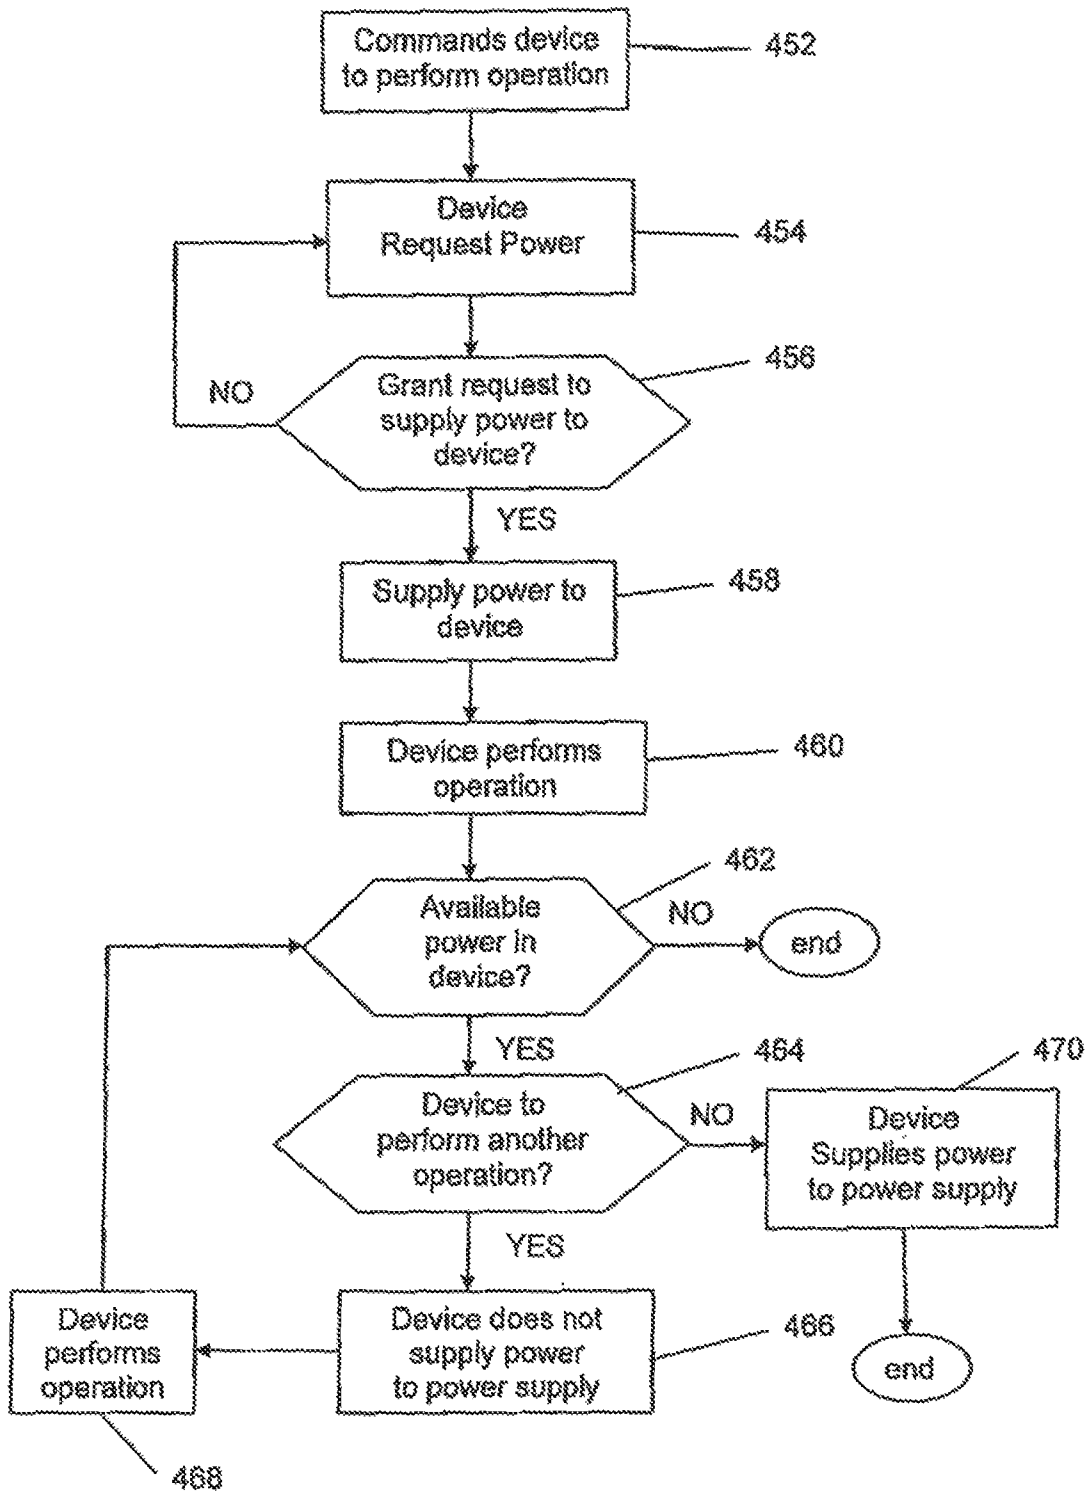 Commands device
to perform operation
452
Device
Request Power
454
456
Grant request to
supply power to
device?
NO
YES
Supply power to
device
458
Device performs
operation
460
462
Available
power in
device?
NO
end
YES
464
470
Device to
perform another
operation?
NO
Device
Supplies power
to power supply
YES
Device
performs
operation
Device does not
supply power
to power supply
466
end
468